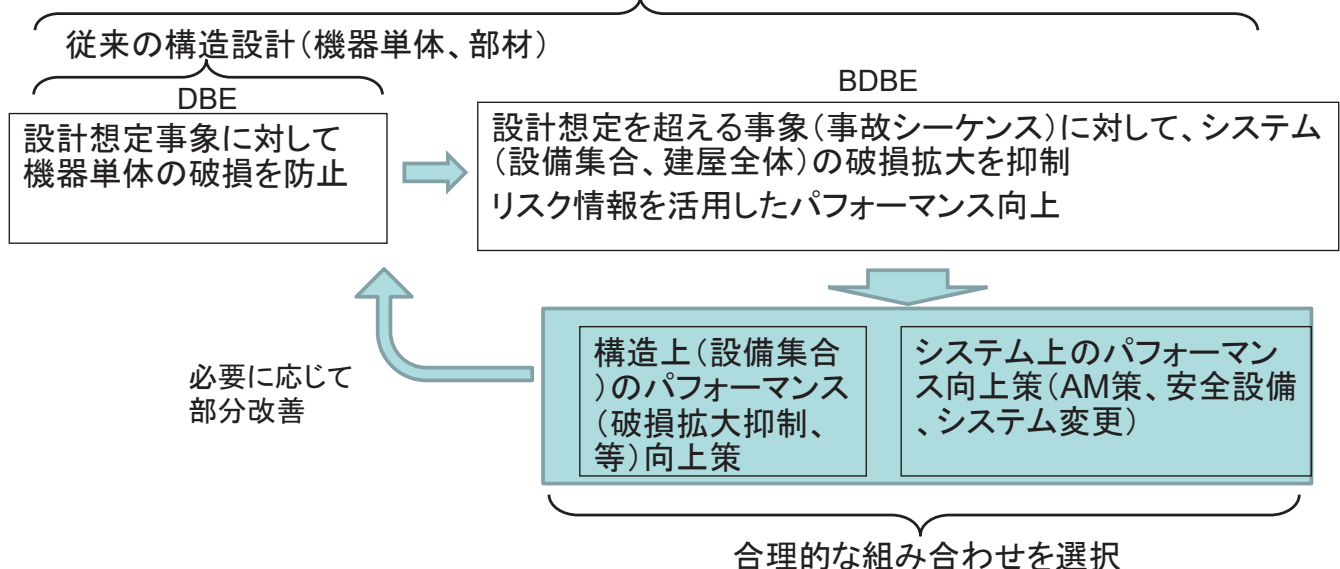 従来の構造設計（機器単体、部材）
DBE
設計想定事象に対して
機器単体の破損を防止
BDBE
設計想定を超える事象（事故シーケンス）に対して、システム
（設備集合、建屋全体）の破損拡大を抑制
リスク情報を活用したパフォーマンス向上
必要に応じて
部分改善
構造上（設備集合
）のパフォーマンス
（破損拡大抑制、
等）向上策
システム上のパフォーマン
ス向上策（AM策、安全設備
、システム変更）
合理的な組み合わせを選択